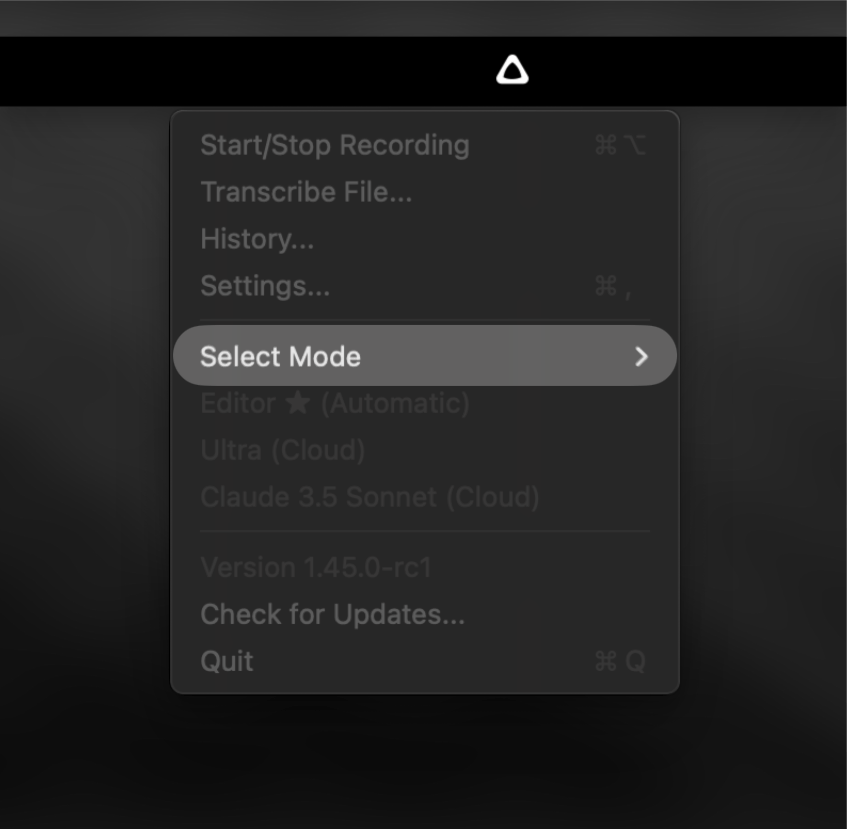 Start/Stop Recording ⌘ ⌥
Transcribe File...
History...
Settings... ⌘ ,
Select Mode
Editor ★ (Automatic)
Ultra (Cloud)
Claude 3.5 Sonnet (Cloud)
Version 1.45.0-rc1
Check for Updates...
Quit ⌘ Q